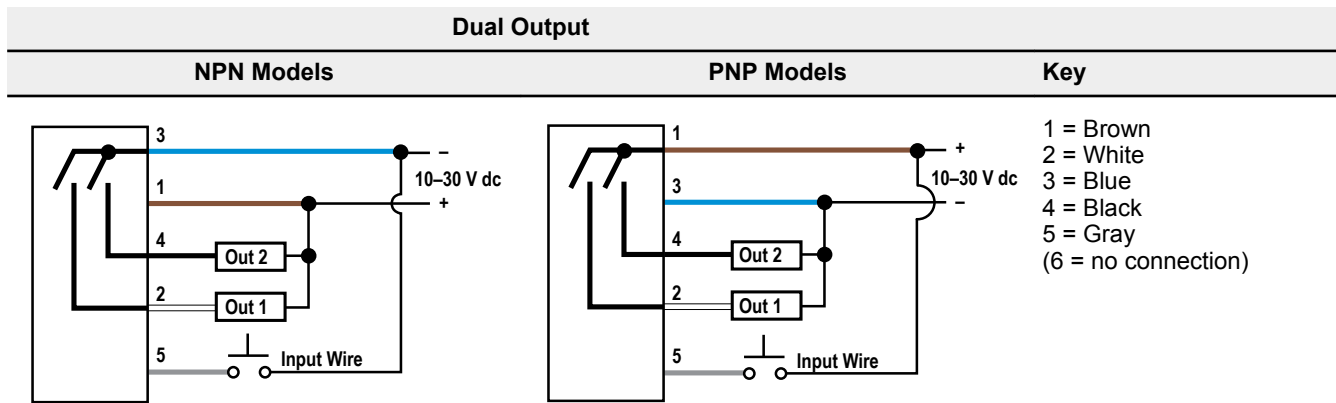 Dual Output
NPN Models
PNP Models
Key
3
–
10–30 V dc
1
+
4
Out 2
2
Out 1
5
Input Wire
1
+
10–30 V dc
3
–
4
Out 2
2
Out 1
5
Input Wire
1 = Brown
2 = White
3 = Blue
4 = Black
5 = Gray
(6 = no connection)